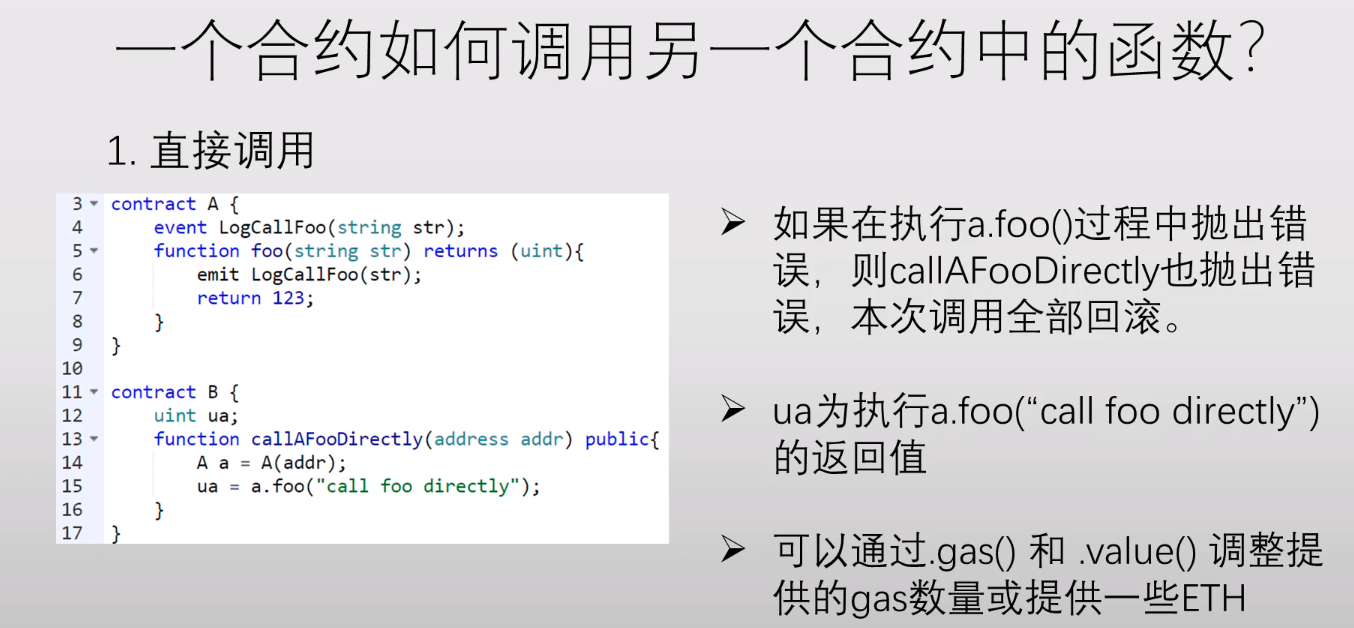 一个合约如何调用另一个合约中的函数?
1. 直接调用
3 contract A {
4 event LogCallFoo(string str);
5 function foo(string str) returns (uint){
6 emit LogCallFoo(str);
7 return 123;
8 }
9 }
10
11 contract B {
12 uint ua;
13 function callAFooDirectly(address addr) public{
14 A a = A(addr);
15 ua = a.foo("call foo directly");
16 }
17 }
➢ 如果在执行a.foo()过程中抛出错
误，则callAFooDirectly也抛出错
误，本次调用全部回滚。
➢ ua为执行a.foo(“call foo directly”)
的返回值
➢ 可以通过.gas() 和 .value() 调整提
供的gas数量或提供一些ETH